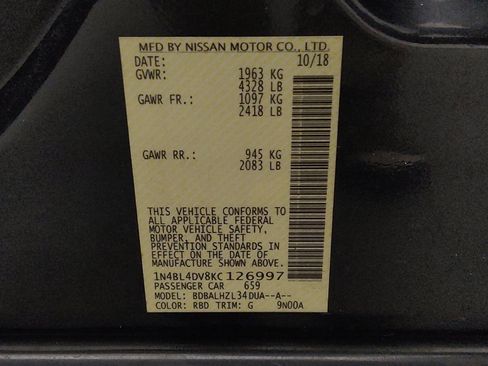 MFD BY NISSAN MOTOR CO., LTD.
DATE: 10/18
GVWR: 1963 KG
4328 LB
GAWR FR.: 1097 KG
2418 LB
GAWR RR.: 945 KG
2083 LB
THIS VEHICLE CONFORMS TO
ALL APPLICABLE FEDERAL
MOTOR VEHICLE SAFETY,
BUMPER, AND THEFT
PREVENTION STANDARDS IN
EFFECT ON THE DATE OF
MANUFACTURE SHOWN ABOVE.
1N4BL4DV8KC126997
PASSENGER CAR 659
MODEL: BDBALHZL34DUA--A--
COLOR: RBD TRIM: G 9N00A